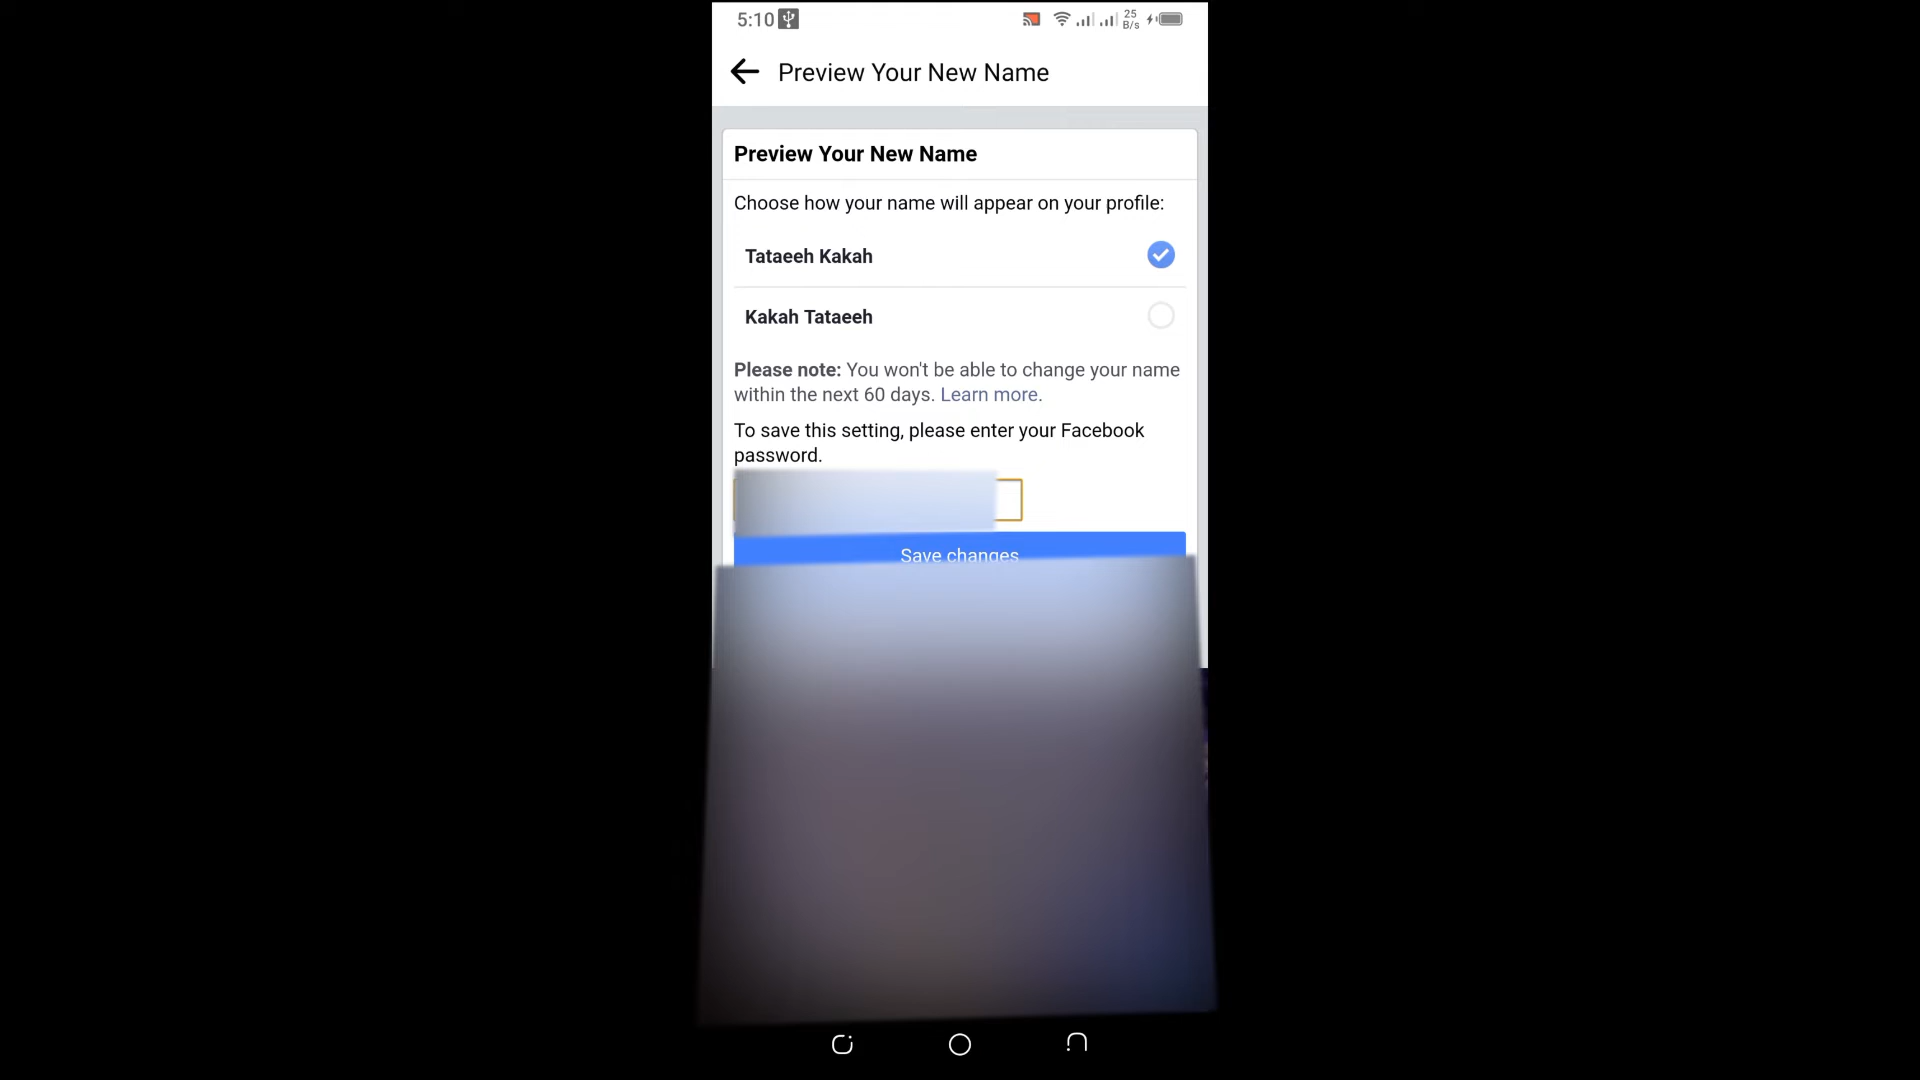 5:10
25
B/s
Preview Your New Name
Preview Your New Name
Choose how your name will appear on your profile:
Tataeeh Kakah
Kakah Tataeeh
Please note: You won't be able to change your name
within the next 60 days. Learn more.
To save this setting, please enter your Facebook
password.
Save changes